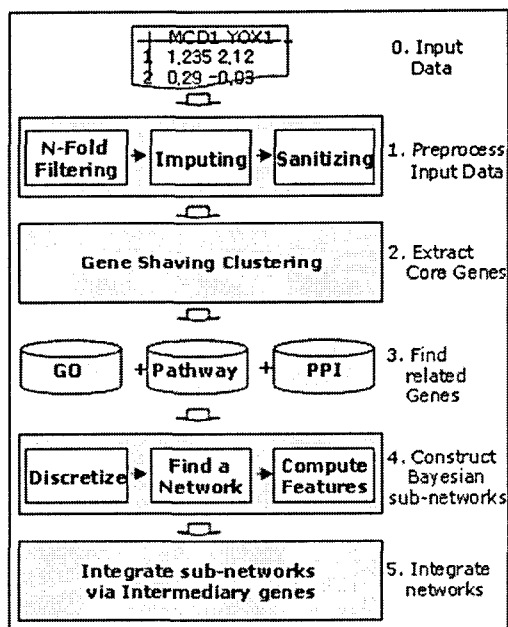 MCD1 YOX1
1 1,235 2,12
2 0,29 -0,03
0. Input
Data
N-Fold
Filtering
Imputing
Sanitizing
1. Preprocess
Input Data
Gene Shaving Clustering
2. Extract
Core Genes
GO
+
Pathway
+
PPI
3. Find
related
Genes
Discretize
Find a
Network
Compute
Features
4. Construct
Bayesian
sub-networks
Integrate sub-networks
via Intermediary genes
5. Integrate
networks